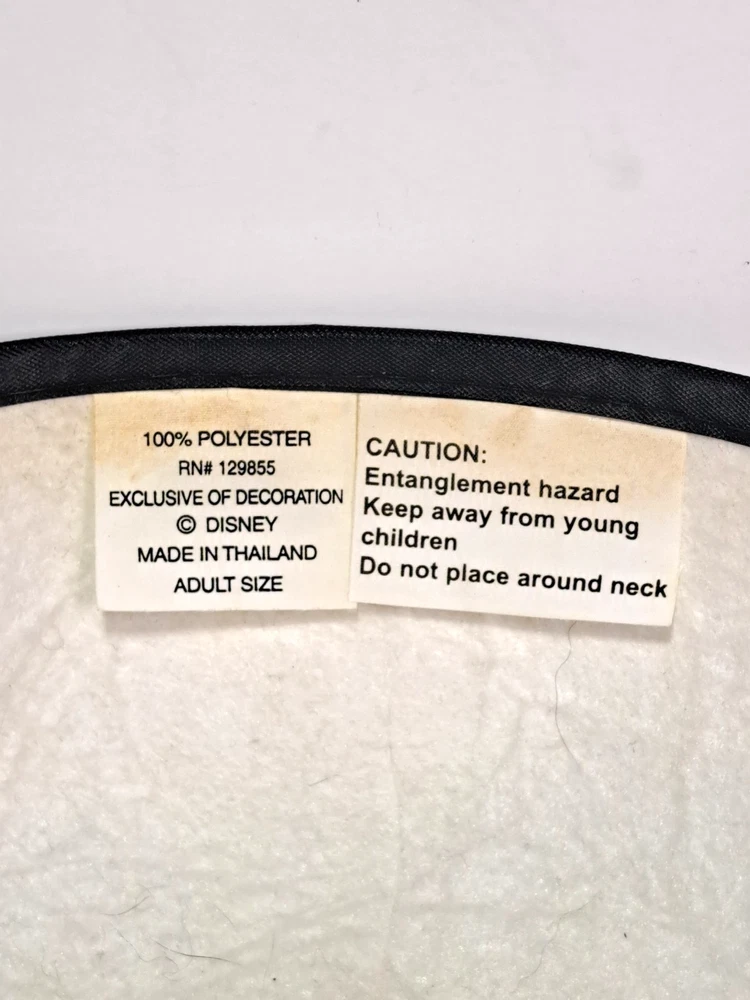 100% POLYESTER
RN# 129855
EXCLUSIVE OF DECORATION
© DISNEY
MADE IN THAILAND
ADULT SIZE
CAUTION:
Entanglement hazard
Keep away from young
children
Do not place around neck